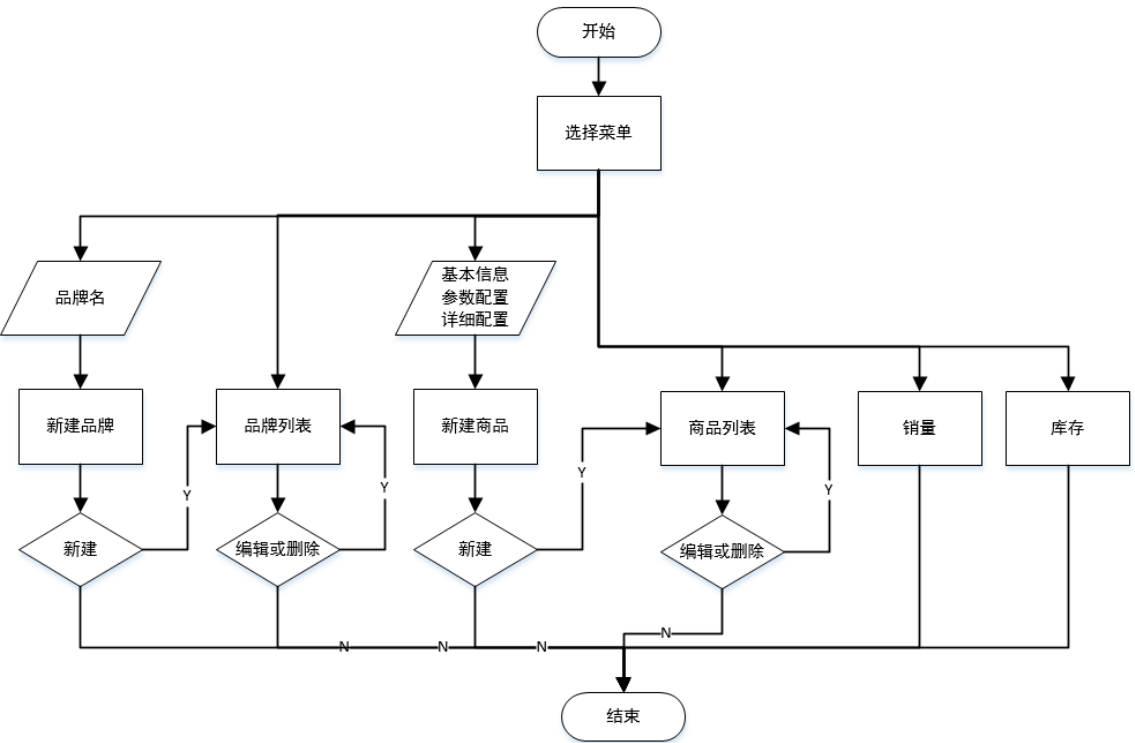 开始
选择菜单
品牌名
基本信息
参数配置
详细配置
新建品牌
品牌列表
新建商品
商品列表
销量
库存
Y
Y
Y
Y
新建
编辑或删除
新建
编辑或删除
N
N
N
N
结束